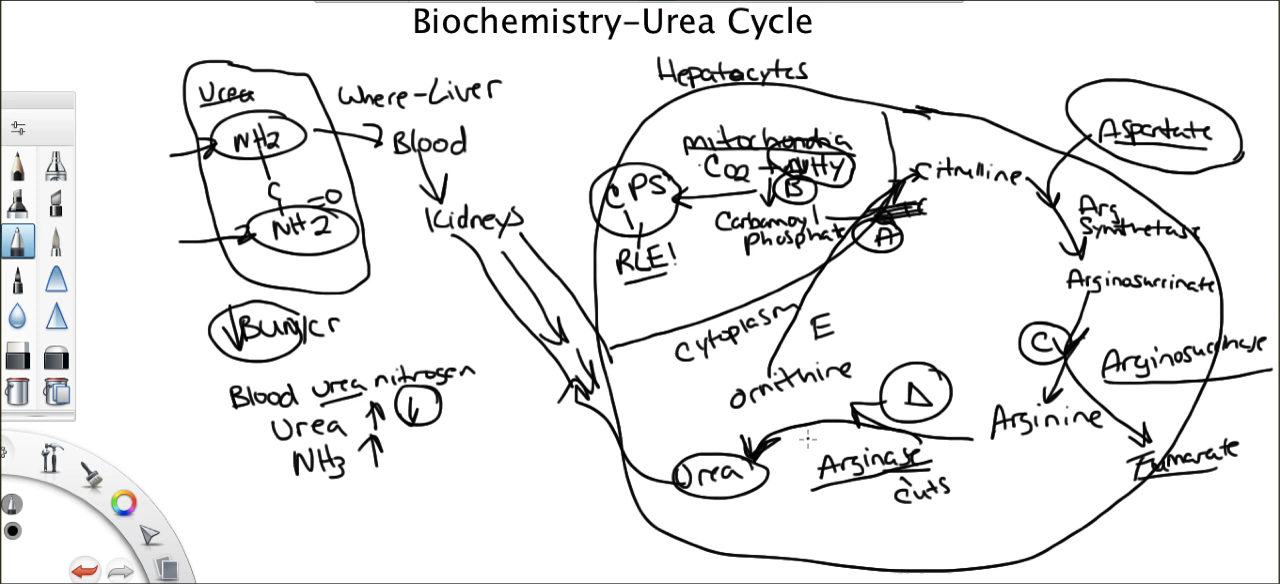 Biochemistry-Urea Cycle
Urea
NH2
C
=O
NH2
Where-Liver
Blood
Kidneys
↓Bun/cr
Blood urea nitrogen
Urea ↑ ↓
NH3 ↑
Hepatocytes
mitochondria
CO2 +
B
CPS
RLE!
Carbamoyl
phosphate
A
Citrulline
Aspartate
Arg
Synthetase
Arginosuccinate
Arginine
Fumarate
Cytoplasm
E
ornithine
Δ
Arginase
cuts
Urea